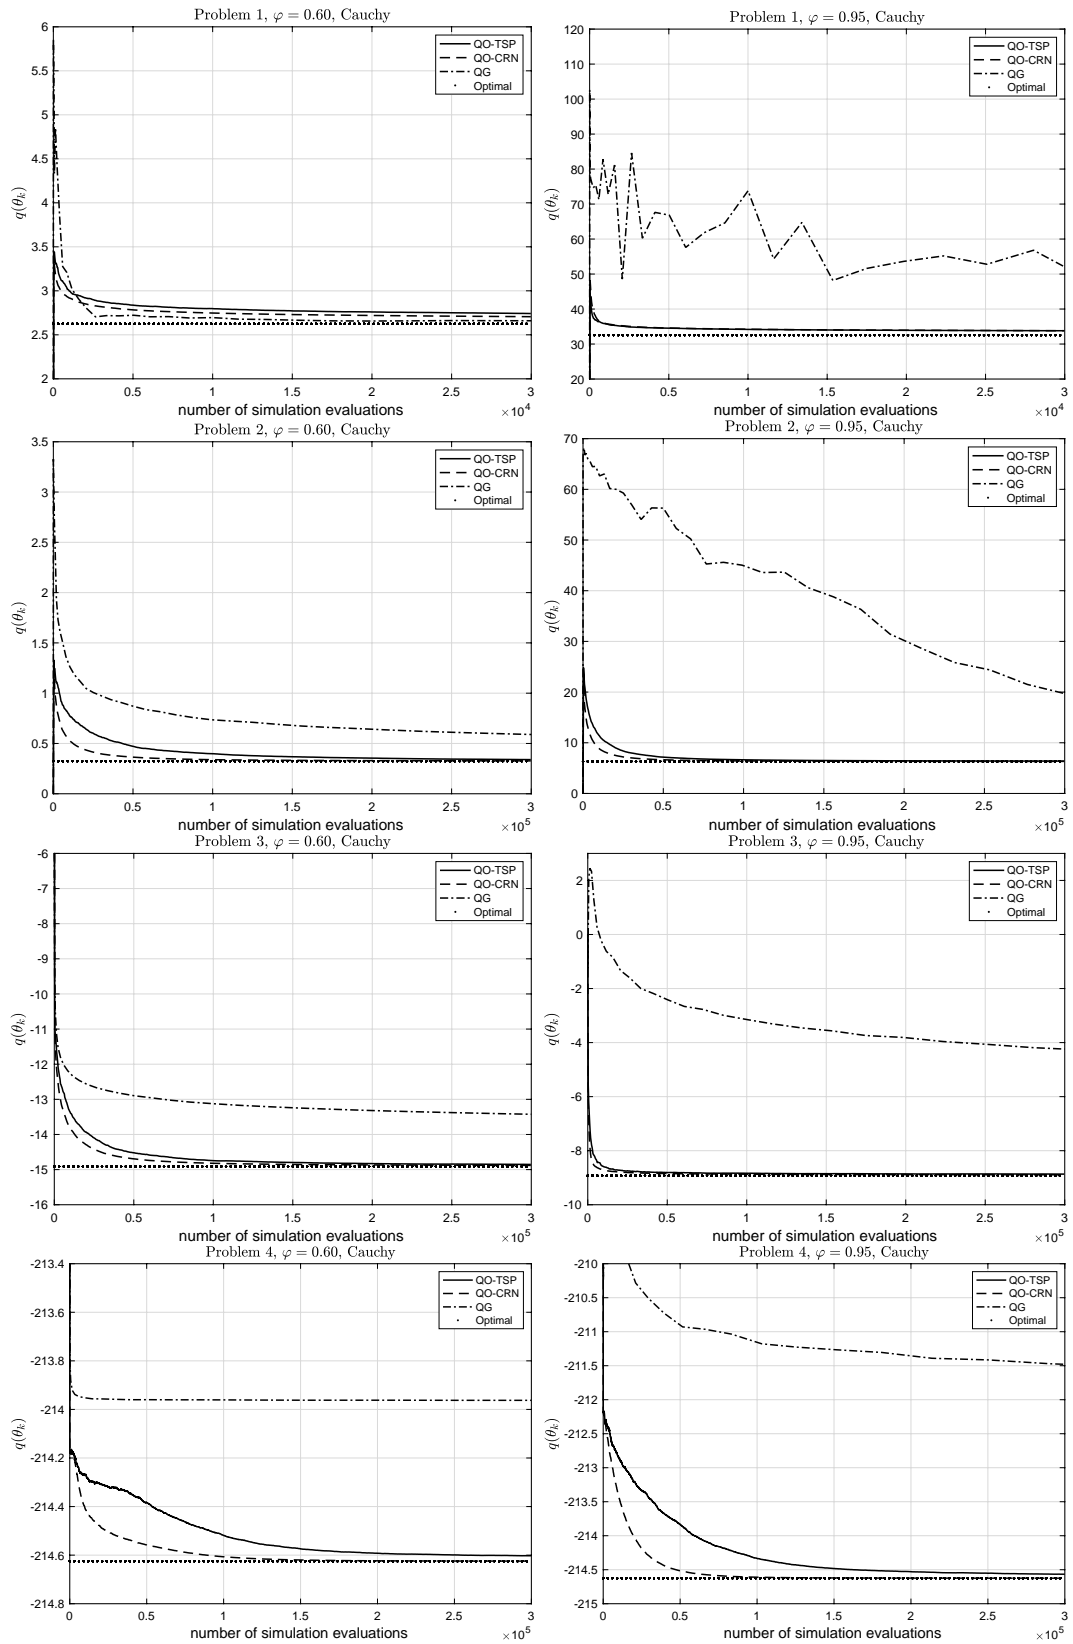 Problem 1, φ = 0.60, Cauchy
6
5.5
5
4.5
4
3.5
3
2.5
2
q(θk)
QO-TSP
QO-CRN
QG
Optimal
0 0.5 1 1.5 2 2.5 3
number of simulation evaluations ×10^4
Problem 1, φ = 0.95, Cauchy
120
110
100
90
80
70
60
50
40
30
20
q(θk)
QO-TSP
QO-CRN
QG
Optimal
0 0.5 1 1.5 2 2.5 3
number of simulation evaluations ×10^4
Problem 2, φ = 0.60, Cauchy
3.5
3
2.5
2
1.5
1
0.5
0
q(θk)
QO-TSP
QO-CRN
QG
Optimal
0 0.5 1 1.5 2 2.5 3
number of simulation evaluations ×10^5
Problem 2, φ = 0.95, Cauchy
70
60
50
40
30
20
10
0
q(θk)
QO-TSP
QO-CRN
QG
Optimal
0 0.5 1 1.5 2 2.5 3
number of simulation evaluations ×10^5
Problem 3, φ = 0.60, Cauchy
-6
-7
-8
-9
-10
-11
-12
-13
-14
-15
-16
q(θk)
QO-TSP
QO-CRN
QG
Optimal
0 0.5 1 1.5 2 2.5 3
number of simulation evaluations ×10^5
Problem 3, φ = 0.95, Cauchy
2
0
-2
-4
-6
-8
-10
q(θk)
QO-TSP
QO-CRN
QG
Optimal
0 0.5 1 1.5 2 2.5 3
number of simulation evaluations ×10^5
Problem 4, φ = 0.60, Cauchy
-213.4
-213.6
-213.8
-214
-214.2
-214.4
-214.6
-214.8
q(θk)
QO-TSP
QO-CRN
QG
Optimal
0 0.5 1 1.5 2 2.5 3
number of simulation evaluations ×10^5
Problem 4, φ = 0.95, Cauchy
-210
-210.5
-211
-211.5
-212
-212.5
-213
-213.5
-214
-214.5
-215
q(θk)
QO-TSP
QO-CRN
QG
Optimal
0 0.5 1 1.5 2 2.5 3
number of simulation evaluations ×10^5